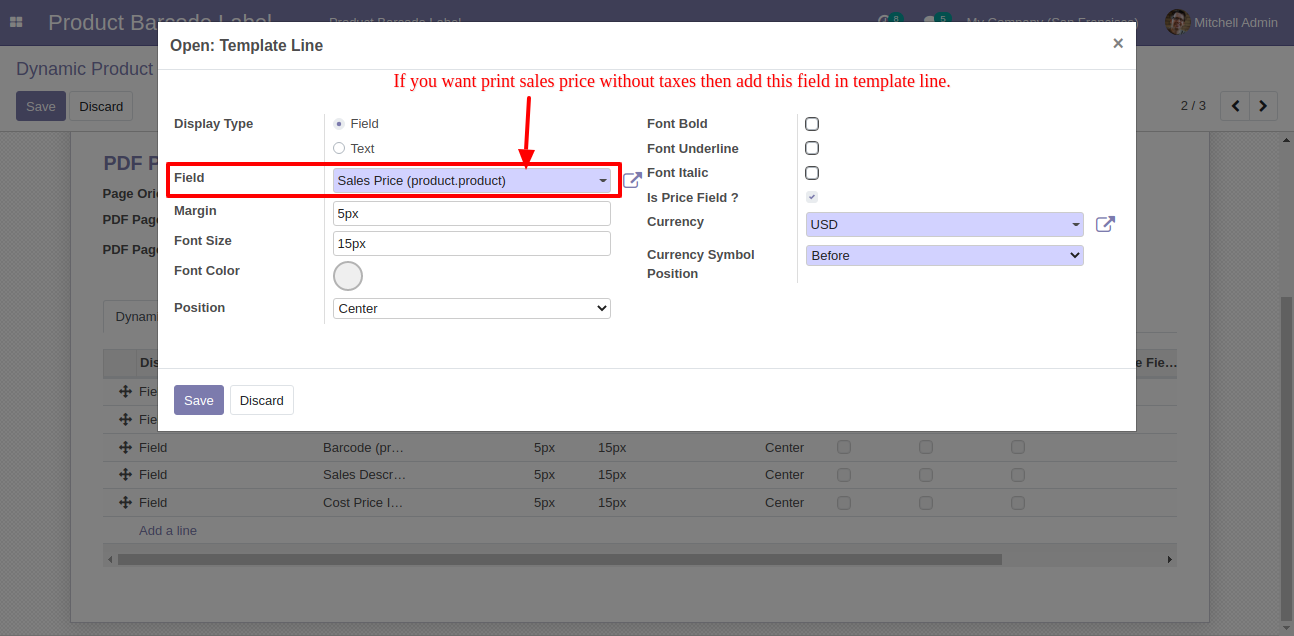 Product Barcode Label
Product Barcode Label
8
5
My Company (San Francisco)
Mitchell Admin
Open: Template Line
×
Dynamic Product
If you want print sales price without taxes then add this field in template line.
Save
Discard
2 / 3
Display Type
Field
Text
Font Bold
Font Underline
Field
Sales Price (product.product)
Font Italic
Is Price Field ?
Margin
5px
Currency
USD
Font Size
15px
Currency Symbol
Position
Before
Font Color
Position
Center
PDF P
Page Orie
PDF Page
PDF Page
Dynami
Dis
e Fie...
Save
Discard
Fie
Fie
Field Barcode (pr... 5px 15px Center
Field Sales Descr... 5px 15px Center
Field Cost Price I... 5px 15px Center
Add a line